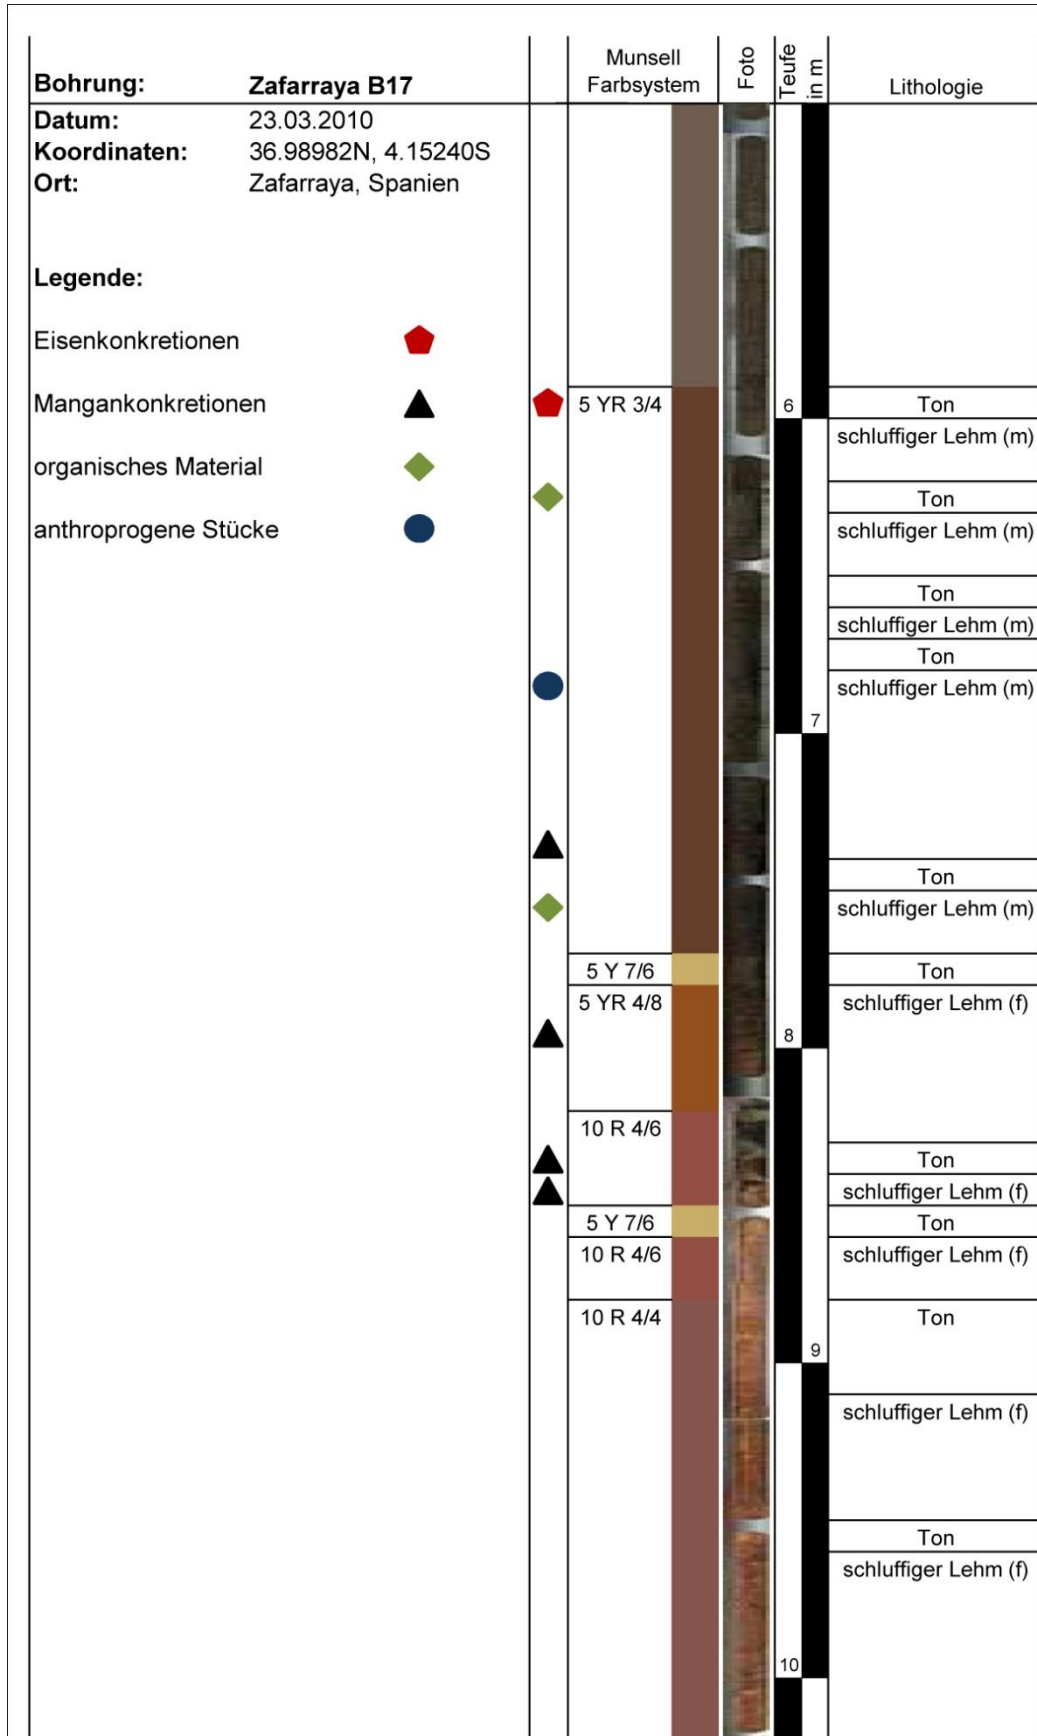 Bohrung: Zafarraya B17
Munsell
Farbsystem
Foto
Teufe
in m
Lithologie
Datum: 23.03.2010
Koordinaten: 36.98982N, 4.15240S
Ort: Zafarraya, Spanien
Legende:
Eisenkonkretionen
Mangankonkretionen
organisches Material
anthroprogene Stücke
5 YR 3/4 6 Ton
schluffiger Lehm (m)
Ton
schluffiger Lehm (m)
Ton
schluffiger Lehm (m)
Ton
schluffiger Lehm (m)
7
Ton
schluffiger Lehm (m)
5 Y 7/6 Ton
5 YR 4/8 schluffiger Lehm (f)
8
10 R 4/6
Ton
schluffiger Lehm (f)
5 Y 7/6 Ton
10 R 4/6 schluffiger Lehm (f)
10 R 4/4 Ton
9
schluffiger Lehm (f)
Ton
schluffiger Lehm (f)
10